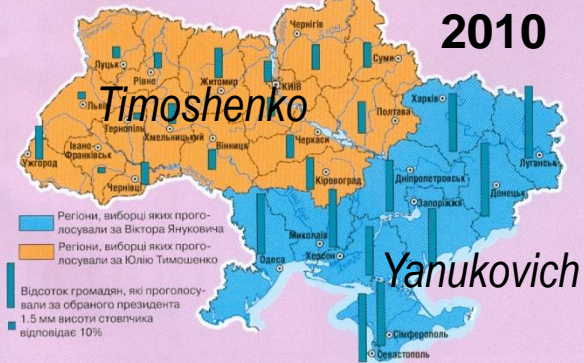 2010
Чернігів
Луцьк
Рівне
Житомир
КИЇВ
Суми
Львів
Timoshenko
Полтава
Харків
Тернопіль
Хмельницький
Вінниця
Черкаси
Луганськ
Івано-
Франківськ
Ужгород
Чернівці
Кіровоград
Дніпропетровськ
Донецьк
Запоріжжя
Миколаїв
Одеса
Херсон
Yanukovich
Сімферополь
Севастополь
Регіони, виборці яких прого-
лосували за Віктора Януковича
Регіони, виборці яких прого-
лосували за Юлію Тимошенко
Відсоток громадян, які проголосу-
вали за обраного президента
1.5 мм висоти стовпчика
відповідає 10%